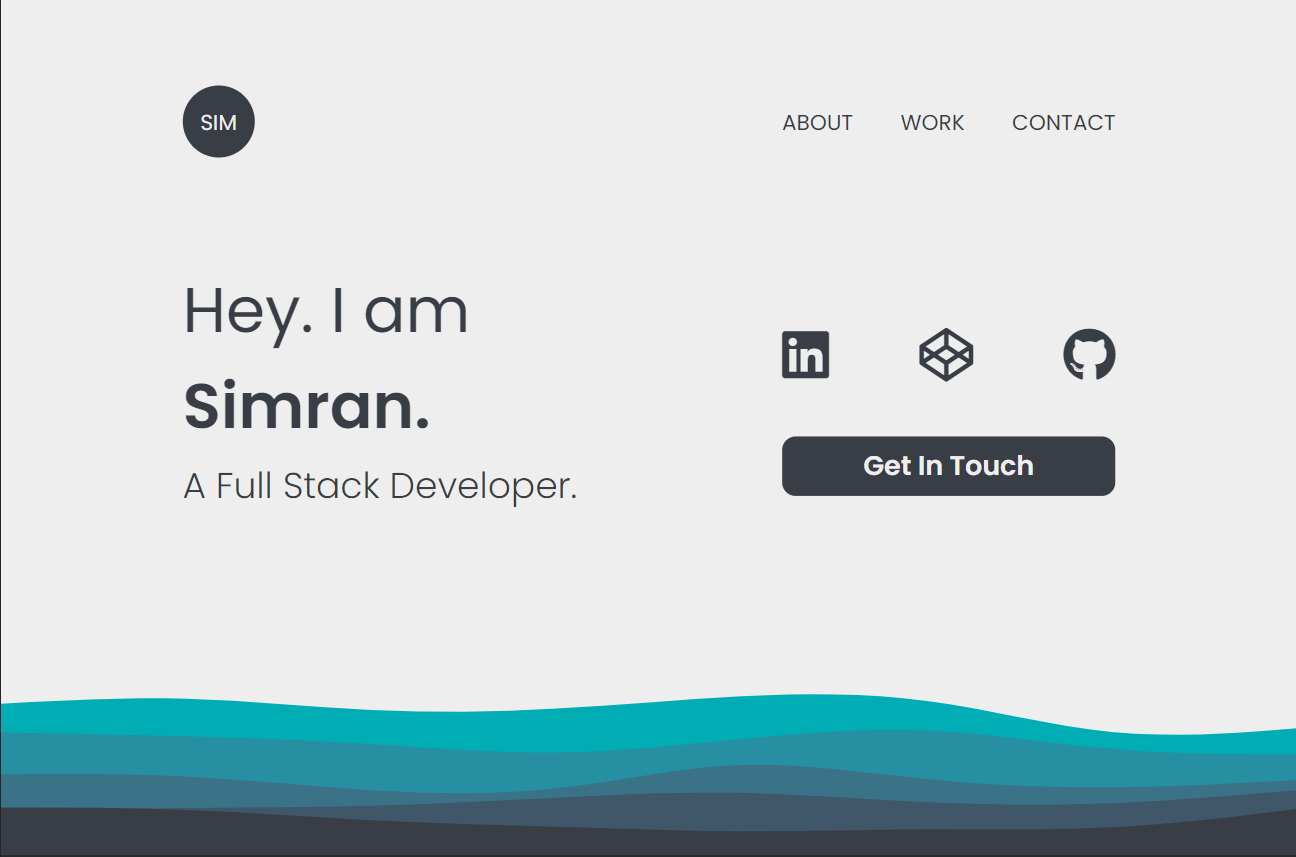 SIM
ABOUT WORK CONTACT
Hey. I am
Simran.
A Full Stack Developer.
in
Get In Touch